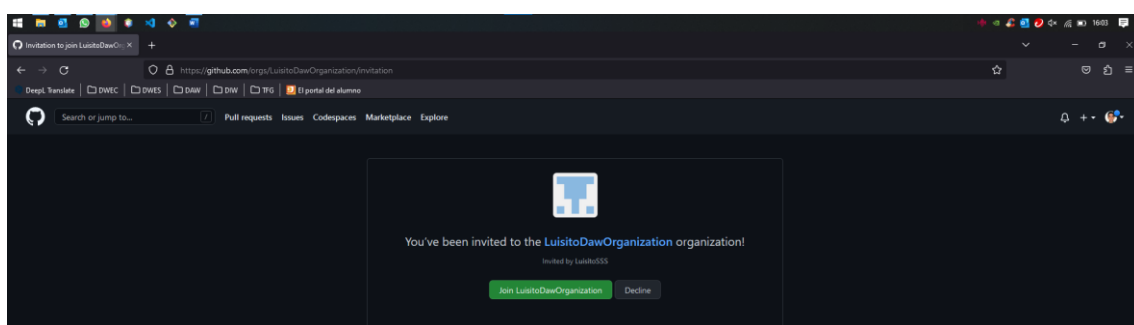 16:03
Invitation to join LuisitoDawOrg
https://github.com/orgs/LuisitoDawOrganization/invitation
DeepL Translate DWEC DWES DAW DIW TFG El portal del alumno
Search or jump to... / Pull requests Issues Codespaces Marketplace Explore
You've been invited to the LuisitoDawOrganization organization!
Invited by LuisitoSSS
Join LuisitoDawOrganization Decline